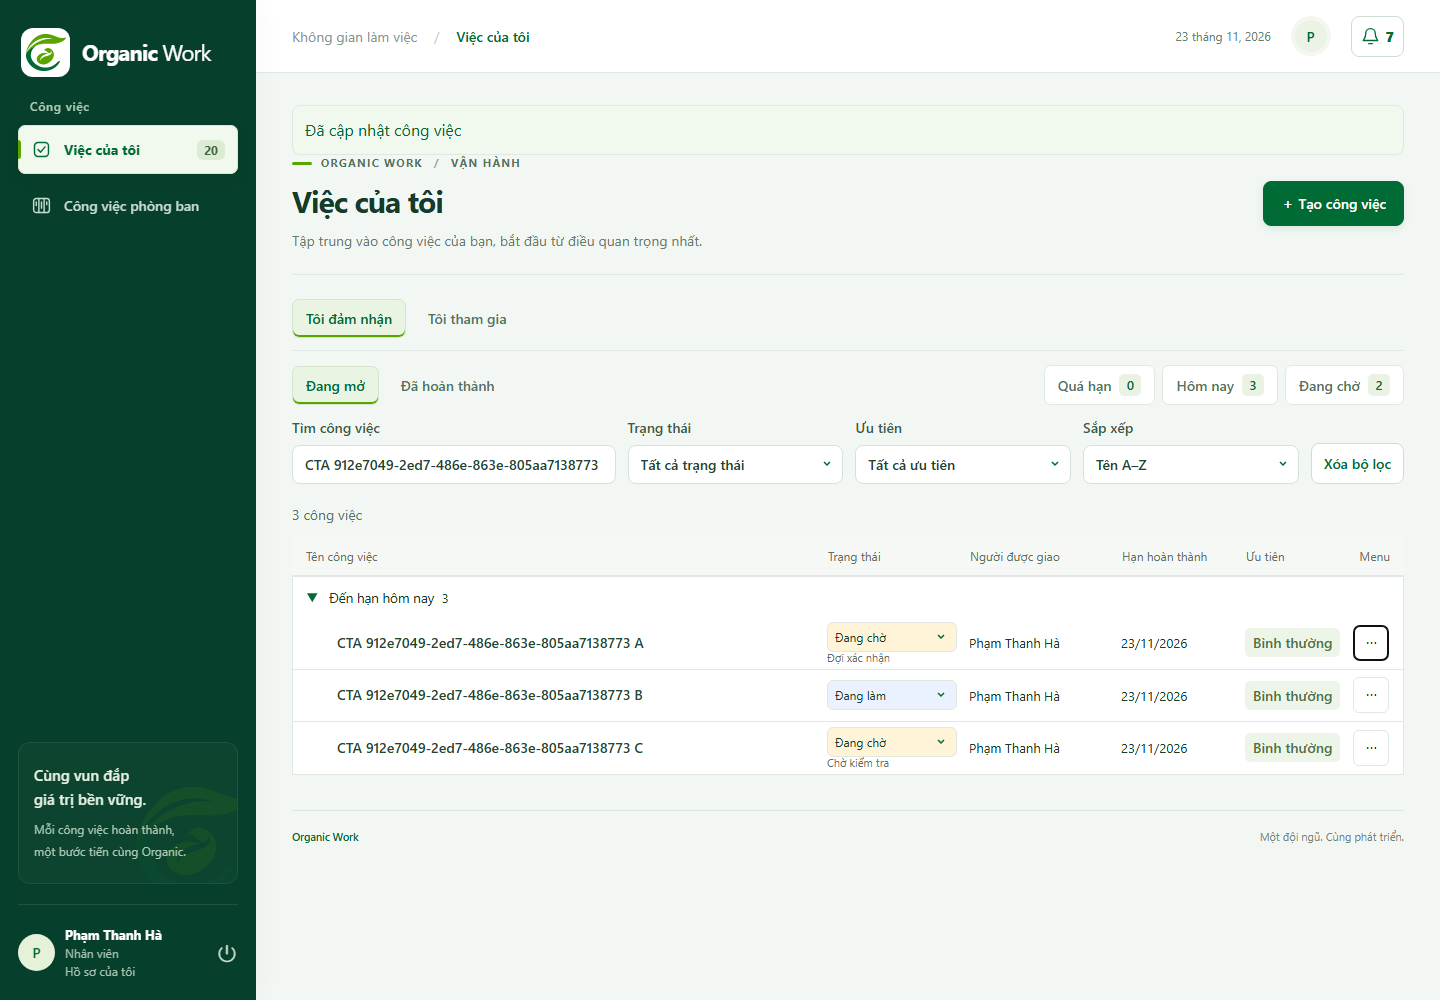 Organic Work
Công việc
Việc của tôi 20
Công việc phòng ban
Cùng vun đắp
giá trị bền vững.
Mỗi công việc hoàn thành,
một bước tiến cùng Organic.
P
Phạm Thanh Hà
Nhân viên
Hồ sơ của tôi
Không gian làm việc / Việc của tôi
23 tháng 11, 2026 P 7
Đã cập nhật công việc
ORGANIC WORK / VẬN HÀNH
Việc của tôi
+ Tạo công việc
Tập trung vào công việc của bạn, bắt đầu từ điều quan trọng nhất.
Tôi đảm nhận Tôi tham gia
Đang mở Đã hoàn thành Quá hạn 0 Hôm nay 3 Đang chờ 2
Tìm công việc Trạng thái Ưu tiên Sắp xếp
CTA 912e7049-2ed7-486e-863e-805aa7138773 Tất cả trạng thái Tất cả ưu tiên Tên A–Z Xóa bộ lọc
3 công việc
Tên công việc Trạng thái Người được giao Hạn hoàn thành Ưu tiên Menu
▼ Đến hạn hôm nay 3
CTA 912e7049-2ed7-486e-863e-805aa7138773 A Đang chờ Phạm Thanh Hà 23/11/2026 Bình thường ...
Đợi xác nhận
CTA 912e7049-2ed7-486e-863e-805aa7138773 B Đang làm Phạm Thanh Hà 23/11/2026 Bình thường ...
CTA 912e7049-2ed7-486e-863e-805aa7138773 C Đang chờ Phạm Thanh Hà 23/11/2026 Bình thường ...
Chờ kiểm tra
Organic Work Một đội ngũ. Cùng phát triển.